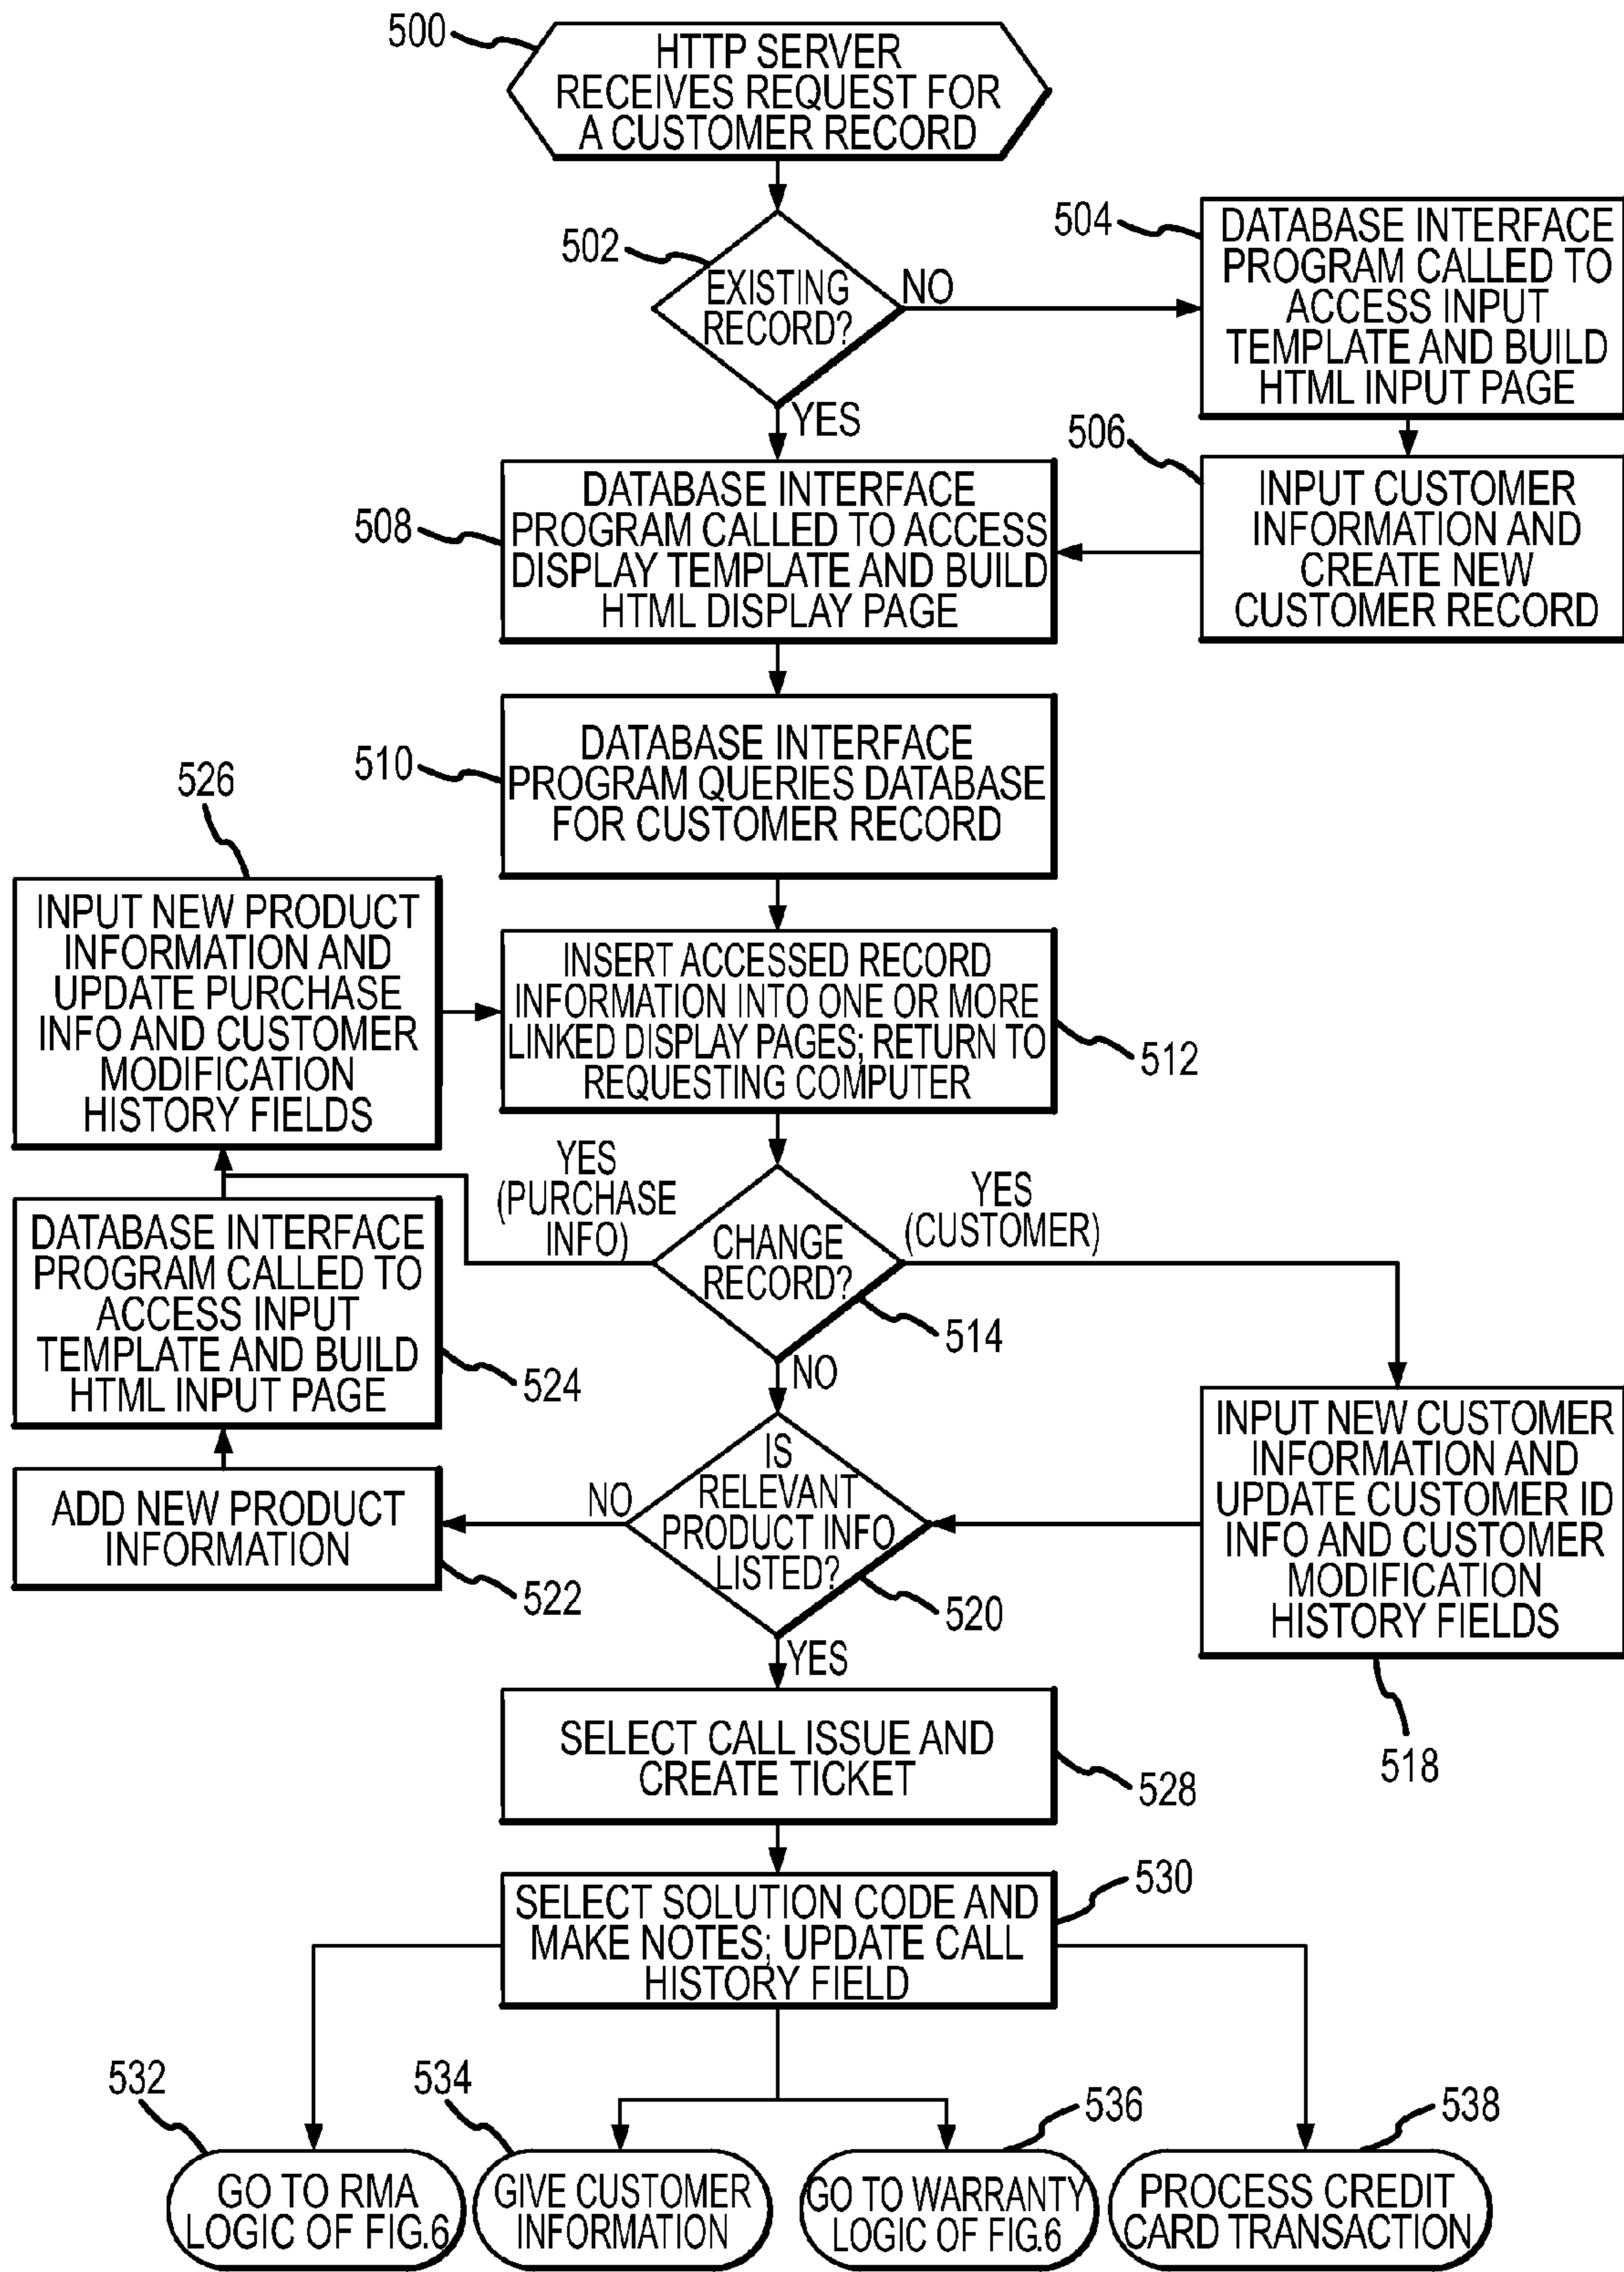 500
HTTP SERVER
RECEIVES REQUEST FOR
A CUSTOMER RECORD
502
EXISTING
RECORD?
NO
YES
504
DATABASE INTERFACE
PROGRAM CALLED TO
ACCESS INPUT
TEMPLATE AND BUILD
HTML INPUT PAGE
506
INPUT CUSTOMER
INFORMATION AND
CREATE NEW
CUSTOMER RECORD
508
DATABASE INTERFACE
PROGRAM CALLED TO ACCESS
DISPLAY TEMPLATE AND BUILD
HTML DISPLAY PAGE
510
DATABASE INTERFACE
PROGRAM QUERIES DATABASE
FOR CUSTOMER RECORD
526
INPUT NEW PRODUCT
INFORMATION AND
UPDATE PURCHASE
INFO AND CUSTOMER
MODIFICATION
HISTORY FIELDS
INSERT ACCESSED RECORD
INFORMATION INTO ONE OR MORE
LINKED DISPLAY PAGES; RETURN TO
REQUESTING COMPUTER
512
YES
(PURCHASE
INFO)
CHANGE
RECORD?
YES
(CUSTOMER)
514
NO
DATABASE INTERFACE
PROGRAM CALLED TO
ACCESS INPUT
TEMPLATE AND BUILD
HTML INPUT PAGE
524
ADD NEW PRODUCT
INFORMATION
522
NO
IS
RELEVANT
PRODUCT INFO
LISTED?
520
YES
INPUT NEW CUSTOMER
INFORMATION AND
UPDATE CUSTOMER ID
INFO AND CUSTOMER
MODIFICATION
HISTORY FIELDS
518
SELECT CALL ISSUE AND
CREATE TICKET
528
SELECT SOLUTION CODE AND
MAKE NOTES; UPDATE CALL
HISTORY FIELD
530
532
GO TO RMA
LOGIC OF FIG.6
534
GIVE CUSTOMER
INFORMATION
536
GO TO WARRANTY
LOGIC OF FIG.6
538
PROCESS CREDIT
CARD TRANSACTION